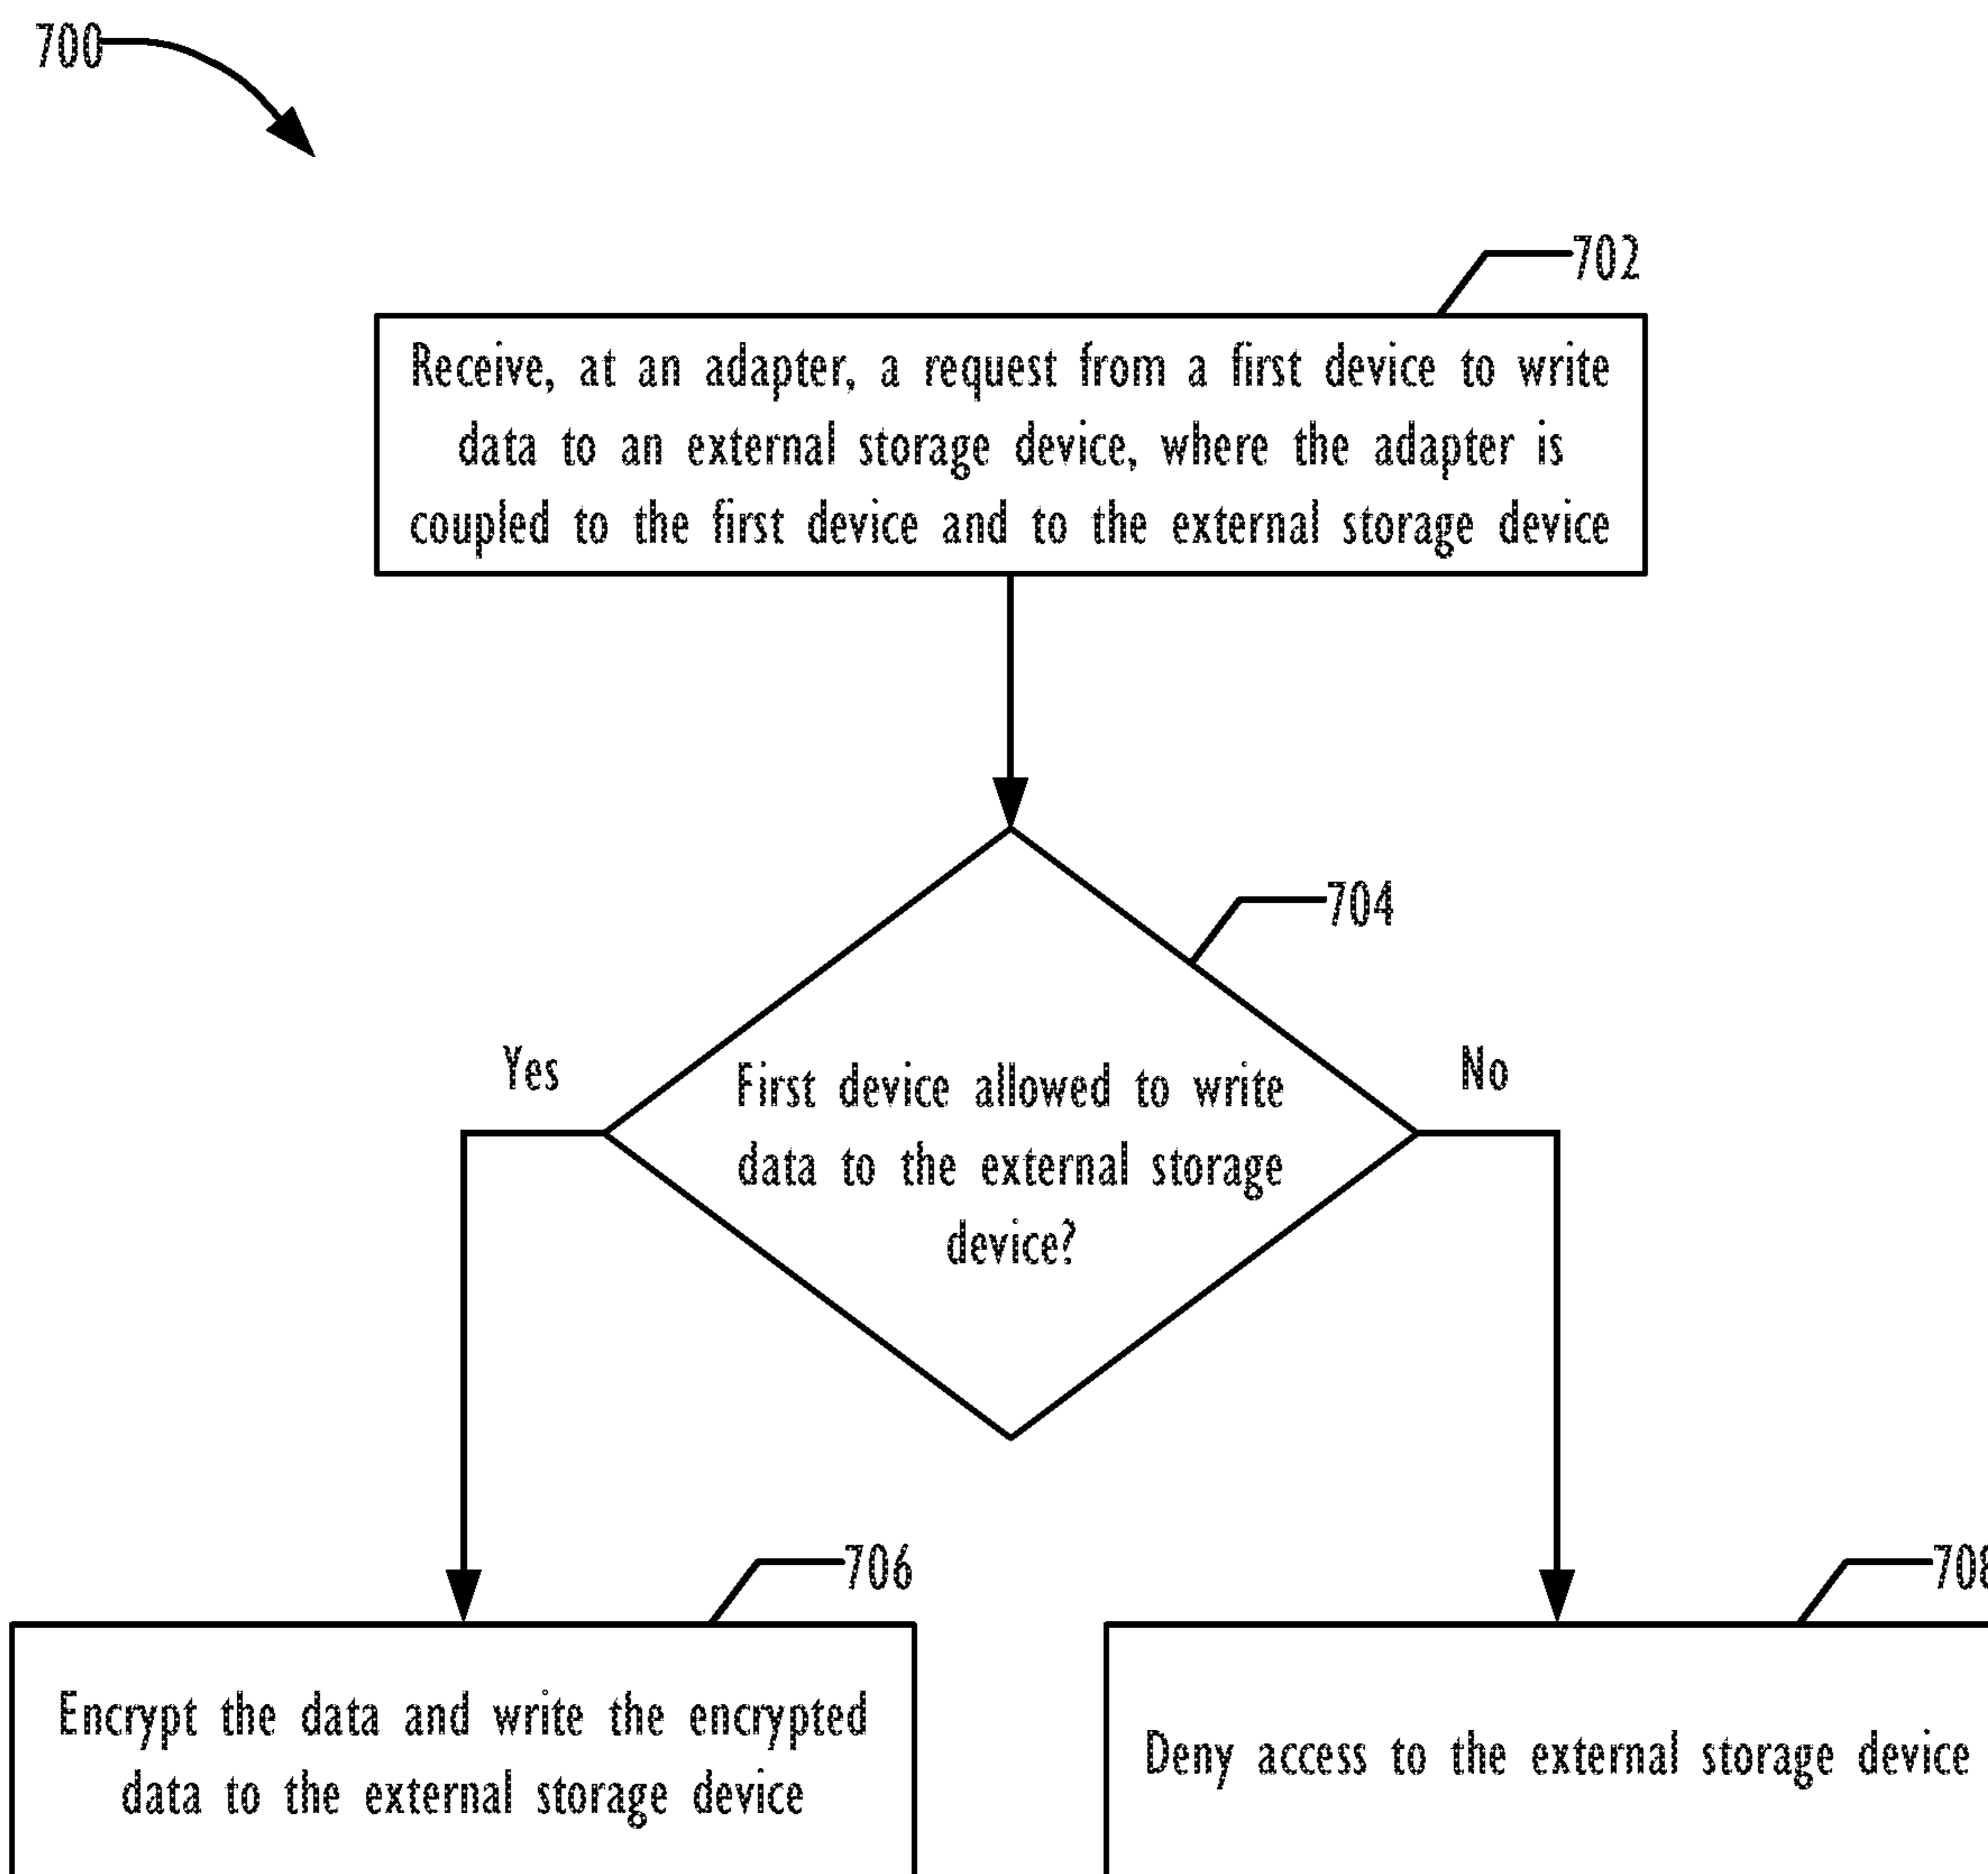 700
702
Receive, at an adapter, a request from a first device to write
data to an external storage device, where the adapter is
coupled to the first device and to the external storage device
704
Yes
No
First device allowed to write
data to the external storage
device?
706
708
Encrypt the data and write the encrypted
data to the external storage device
Deny access to the external storage device